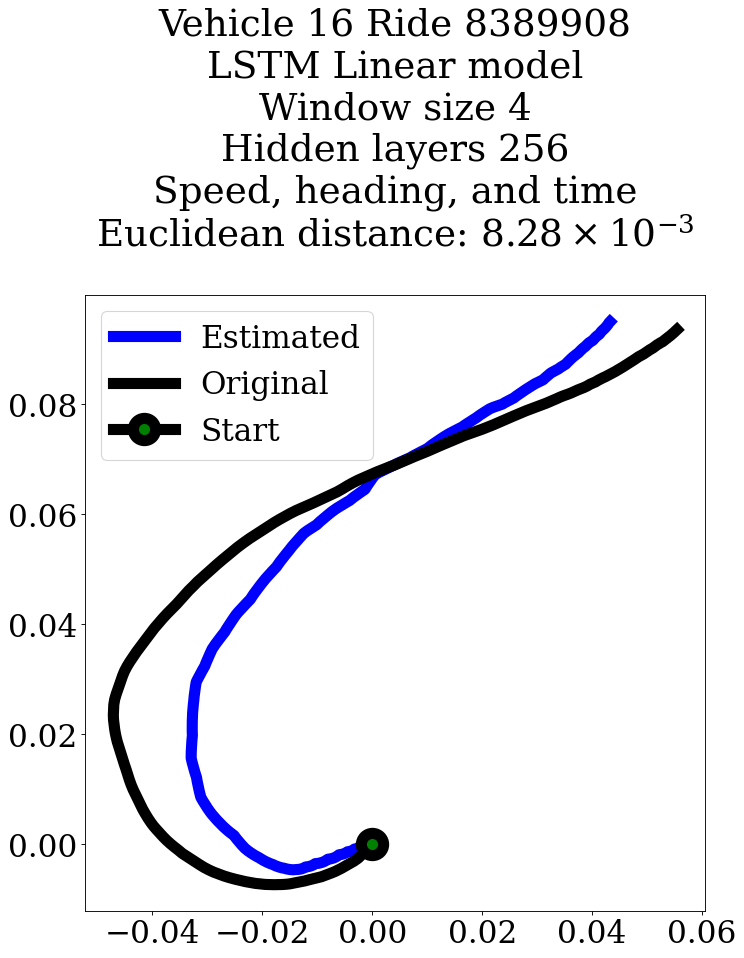 Vehicle 16 Ride 8389908
LSTM Linear model
Window size 4
Hidden layers 256
Speed, heading, and time
Euclidean distance: 8.28 × 10⁻³
Estimated
Original
Start
0.08
0.06
0.04
0.02
0.00
−0.04 −0.02 0.00 0.02 0.04 0.06